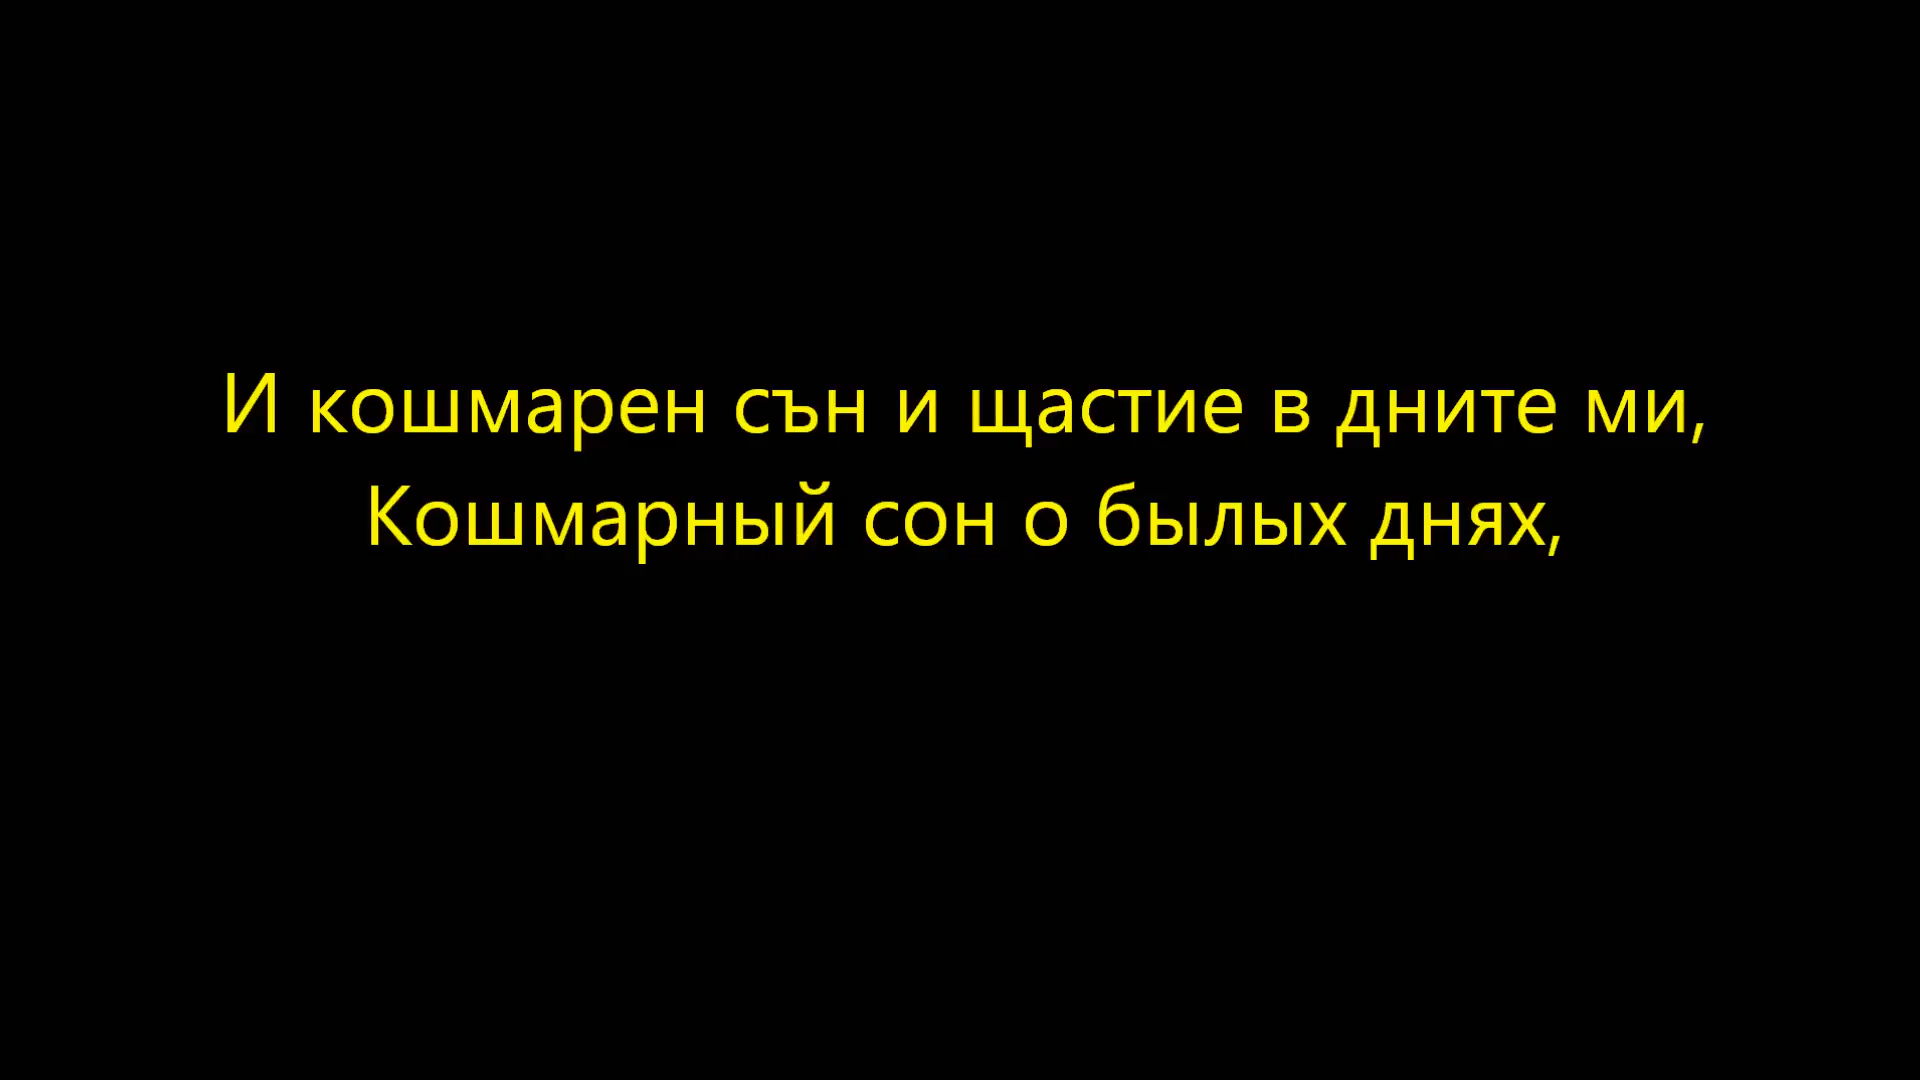 И кошмарен сън и щастие в дните ми,
Кошмарный сон о былых днях,